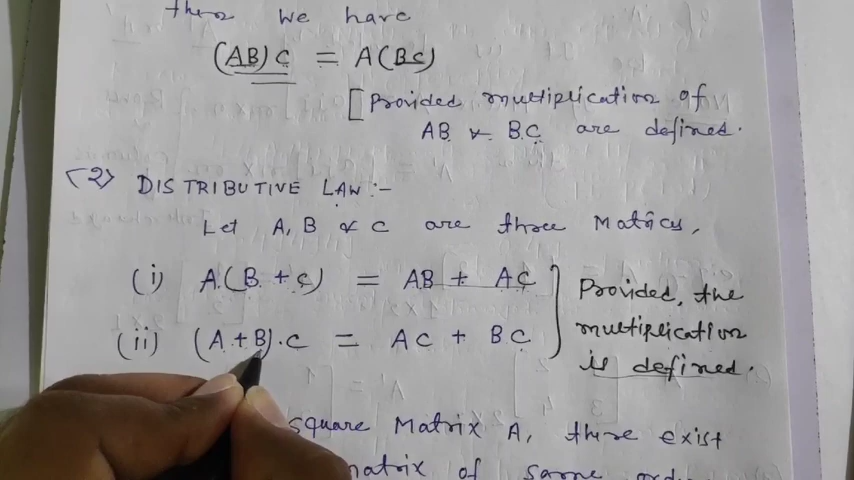 then we have
(AB)C = A(BC)
[Provided multiplication of
AB & BC are defined.
(2) DISTRIBUTIVE LAW:-
Let A, B & C are three Matrices,
(i) A(B + C) = AB + AC
(ii) (A+B).C = AC + BC
Provided, the
multiplication
is defined.
square Matrix A, there exist
matrix of same